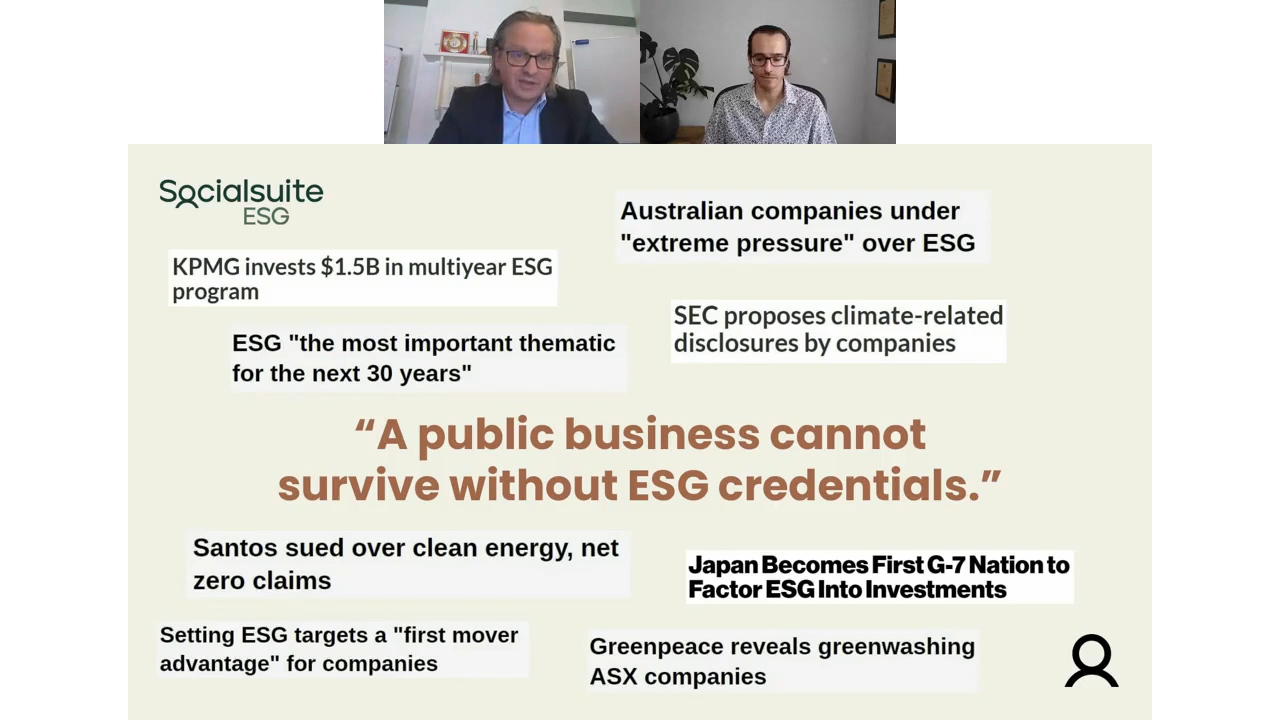 Socialsuite
ESG
Australian companies under
"extreme pressure" over ESG
KPMG invests $1.5B in multiyear ESG
program
SEC proposes climate-related
disclosures by companies
ESG "the most important thematic
for the next 30 years"
“A public business cannot
survive without ESG credentials.”
Santos sued over clean energy, net
zero claims
Japan Becomes First G-7 Nation to
Factor ESG Into Investments
Setting ESG targets a "first mover
advantage" for companies
Greenpeace reveals greenwashing
ASX companies